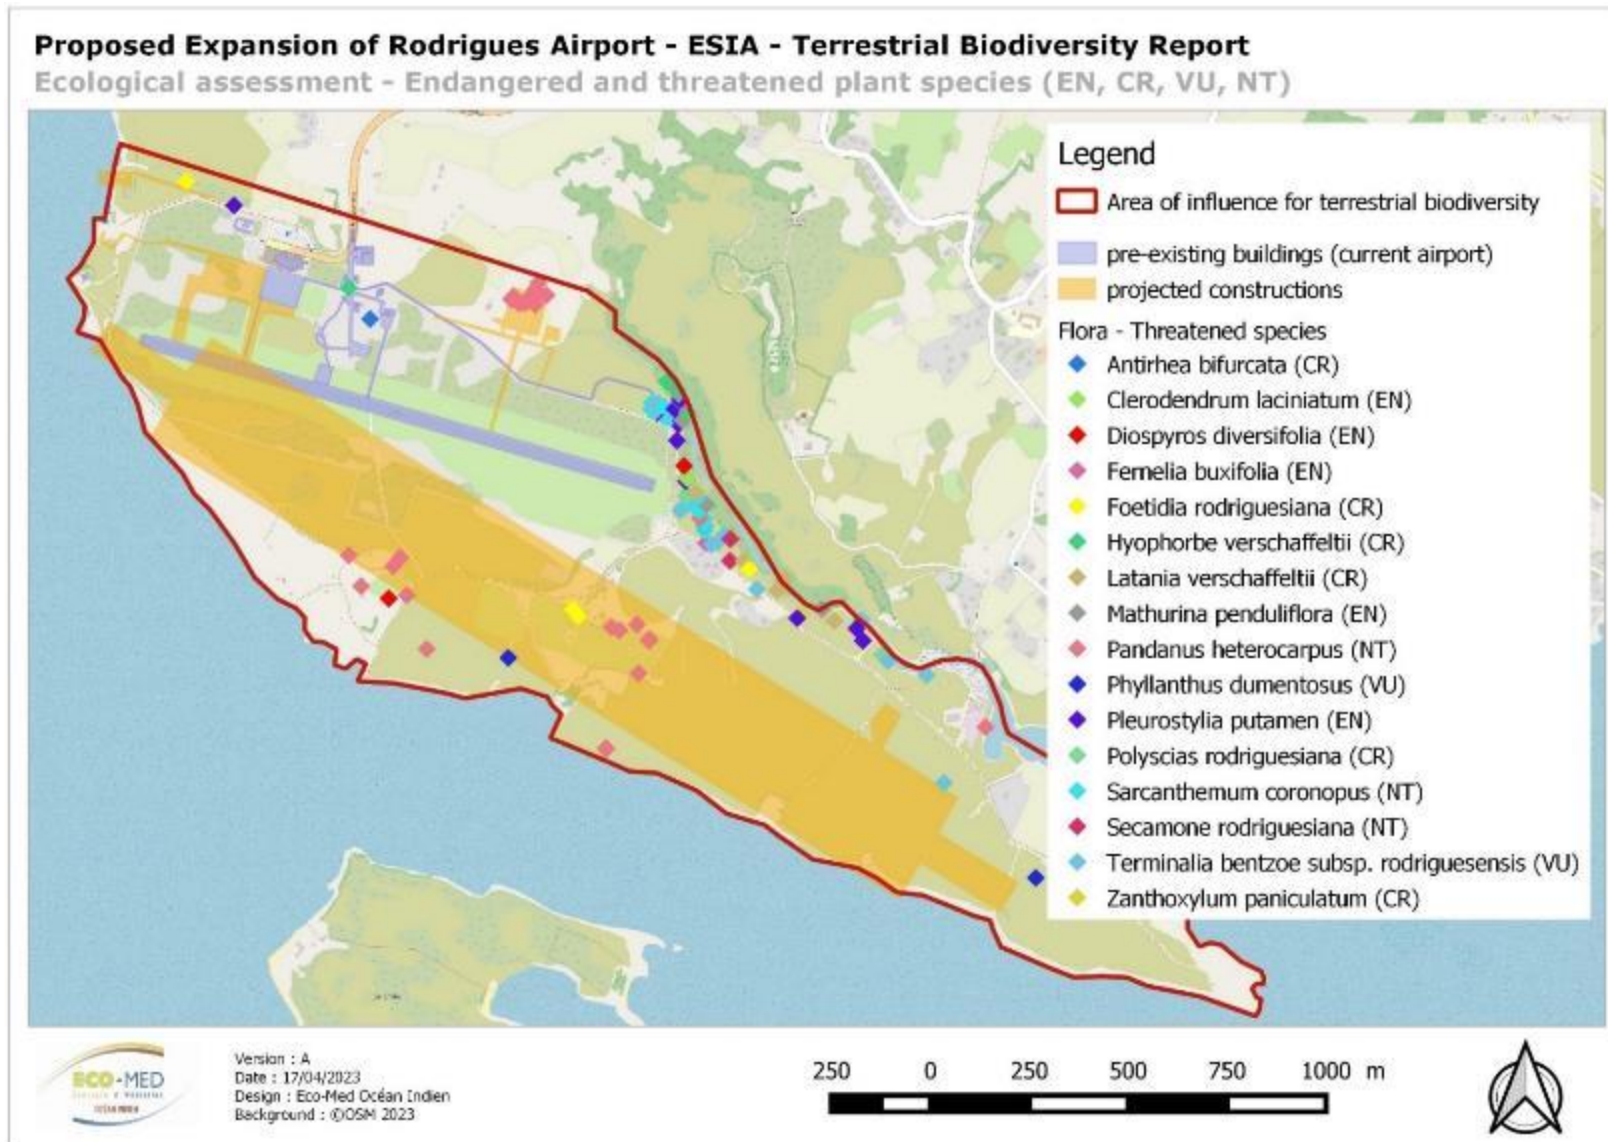 Proposed Expansion of Rodrigues Airport - ESIA - Terrestrial Biodiversity Report
Ecological assessment - Endangered and threatened plant species (EN, CR, VU, NT)
Legend
Area of influence for terrestrial biodiversity
pre-existing buildings (current airport)
projected constructions
Flora - Threatened species
Antirhea bifurcata (CR)
Clerodendrum laciniatum (EN)
Diospyros diversifolia (EN)
Fernelia buxifolia (EN)
Foetidia rodriguesiana (CR)
Hyophorbe verschaffeltii (CR)
Latania verschaffeltii (CR)
Mathurina penduliflora (EN)
Pandanus heterocarpus (NT)
Phyllanthus dumentosus (VU)
Pleurostylia putamen (EN)
Polyscias rodriguesiana (CR)
Sarcanthemum coronopus (NT)
Secamone rodriguesiana (NT)
Terminalia bentzoe subsp. rodriguesensis (VU)
Zanthoxylum paniculatum (CR)
ECO-MED
OCÉAN INDIEN
Version : A
Date : 17/04/2023
Design : Eco-Med Océan Indien
Background : ©OSM 2023
250 0 250 500 750 1000 m